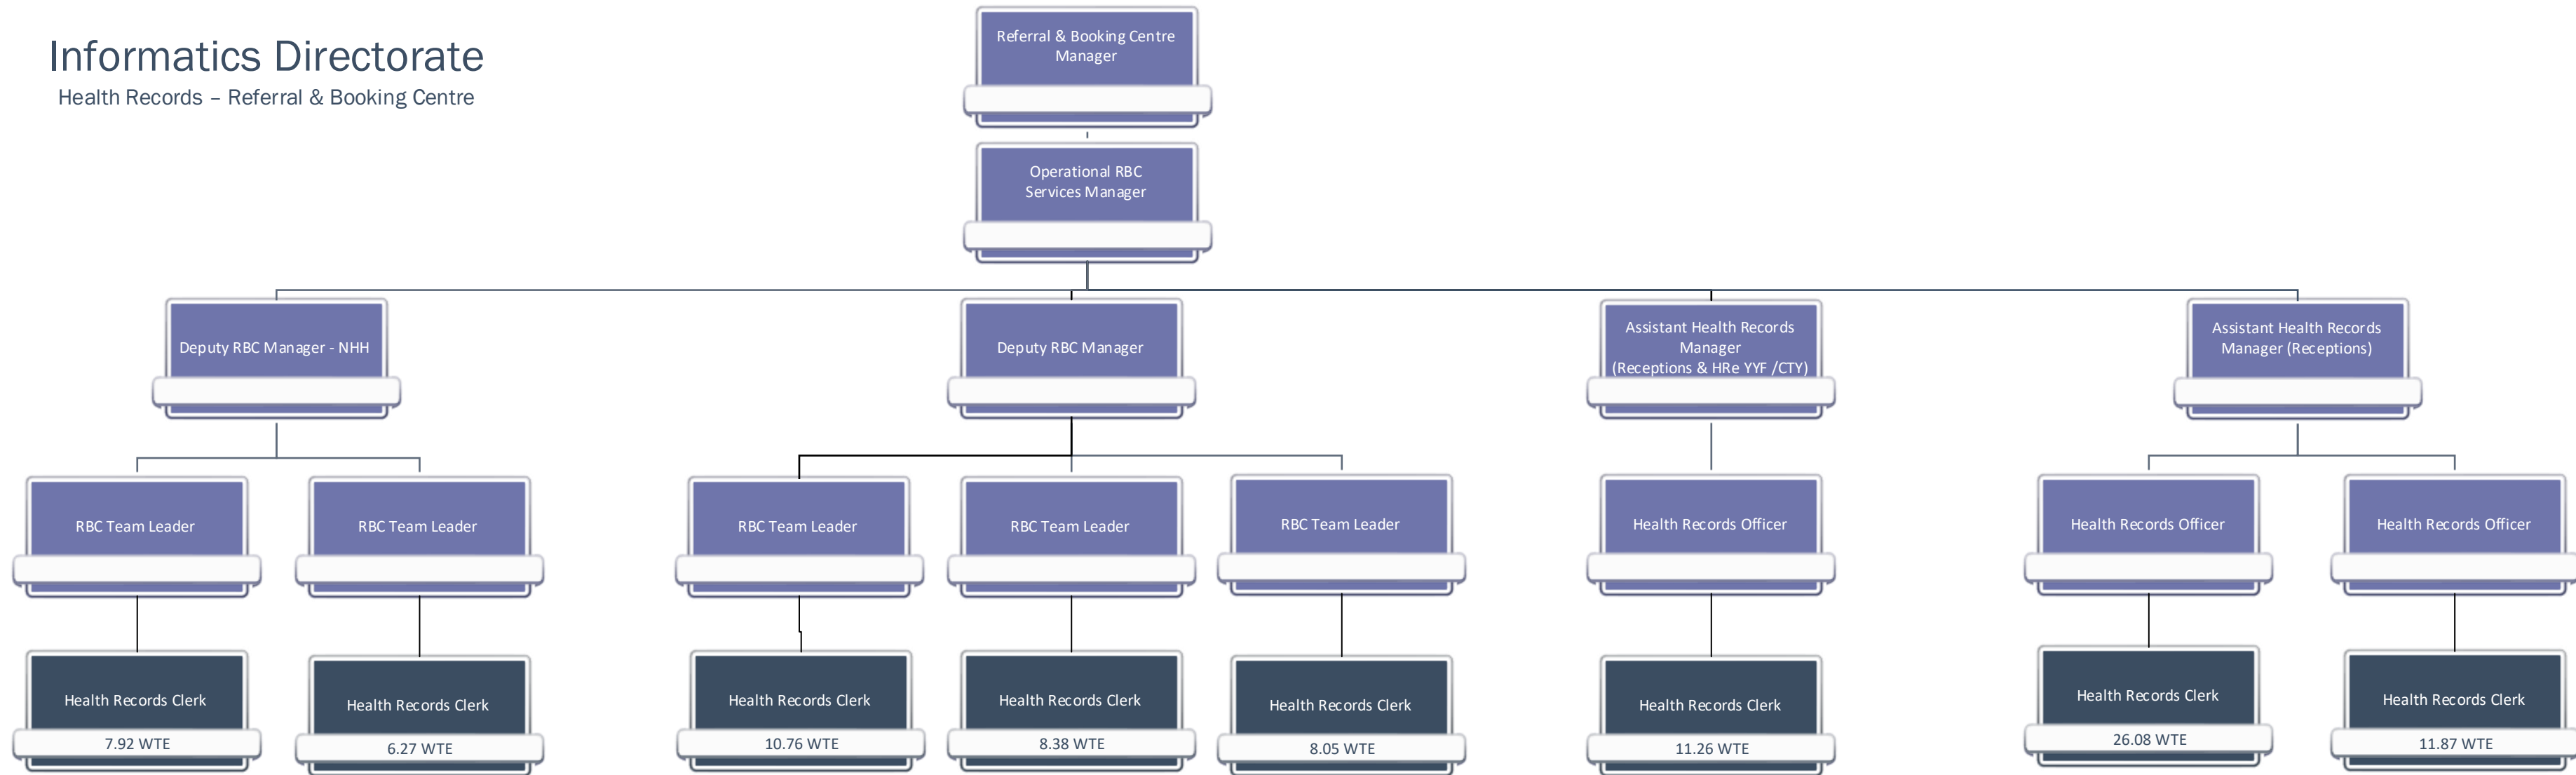 Informatics Directorate
Health Records – Referral & Booking Centre
Referral & Booking Centre
Manager
Operational RBC
Services Manager
Deputy RBC Manager - NHH
Deputy RBC Manager
Assistant Health Records
Manager
(Receptions & HRe YYF /CTY)
Assistant Health Records
Manager (Receptions)
RBC Team Leader
RBC Team Leader
RBC Team Leader
RBC Team Leader
RBC Team Leader
Health Records Officer
Health Records Officer
Health Records Officer
Health Records Clerk
7.92 WTE
Health Records Clerk
6.27 WTE
Health Records Clerk
10.76 WTE
Health Records Clerk
8.38 WTE
Health Records Clerk
8.05 WTE
Health Records Clerk
11.26 WTE
Health Records Clerk
26.08 WTE
Health Records Clerk
11.87 WTE